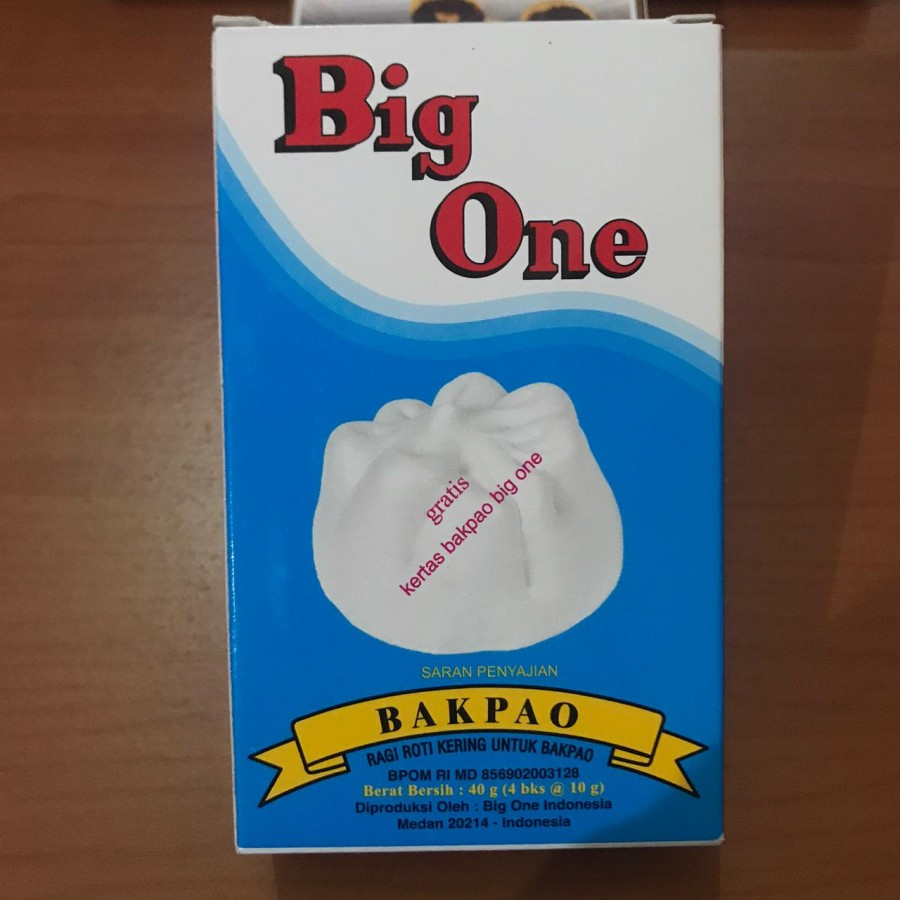 Big
One
gratis
kertas bakpao big one
SARAN PENYAJIAN
BAKPAO
RAGI ROTI KERING UNTUK BAKPAO
BPOM RI MD 856902003128
Berat Bersih : 40 g (4 bks @ 10 g)
Diproduksi Oleh : Big One Indonesia
Medan 20214 - Indonesia